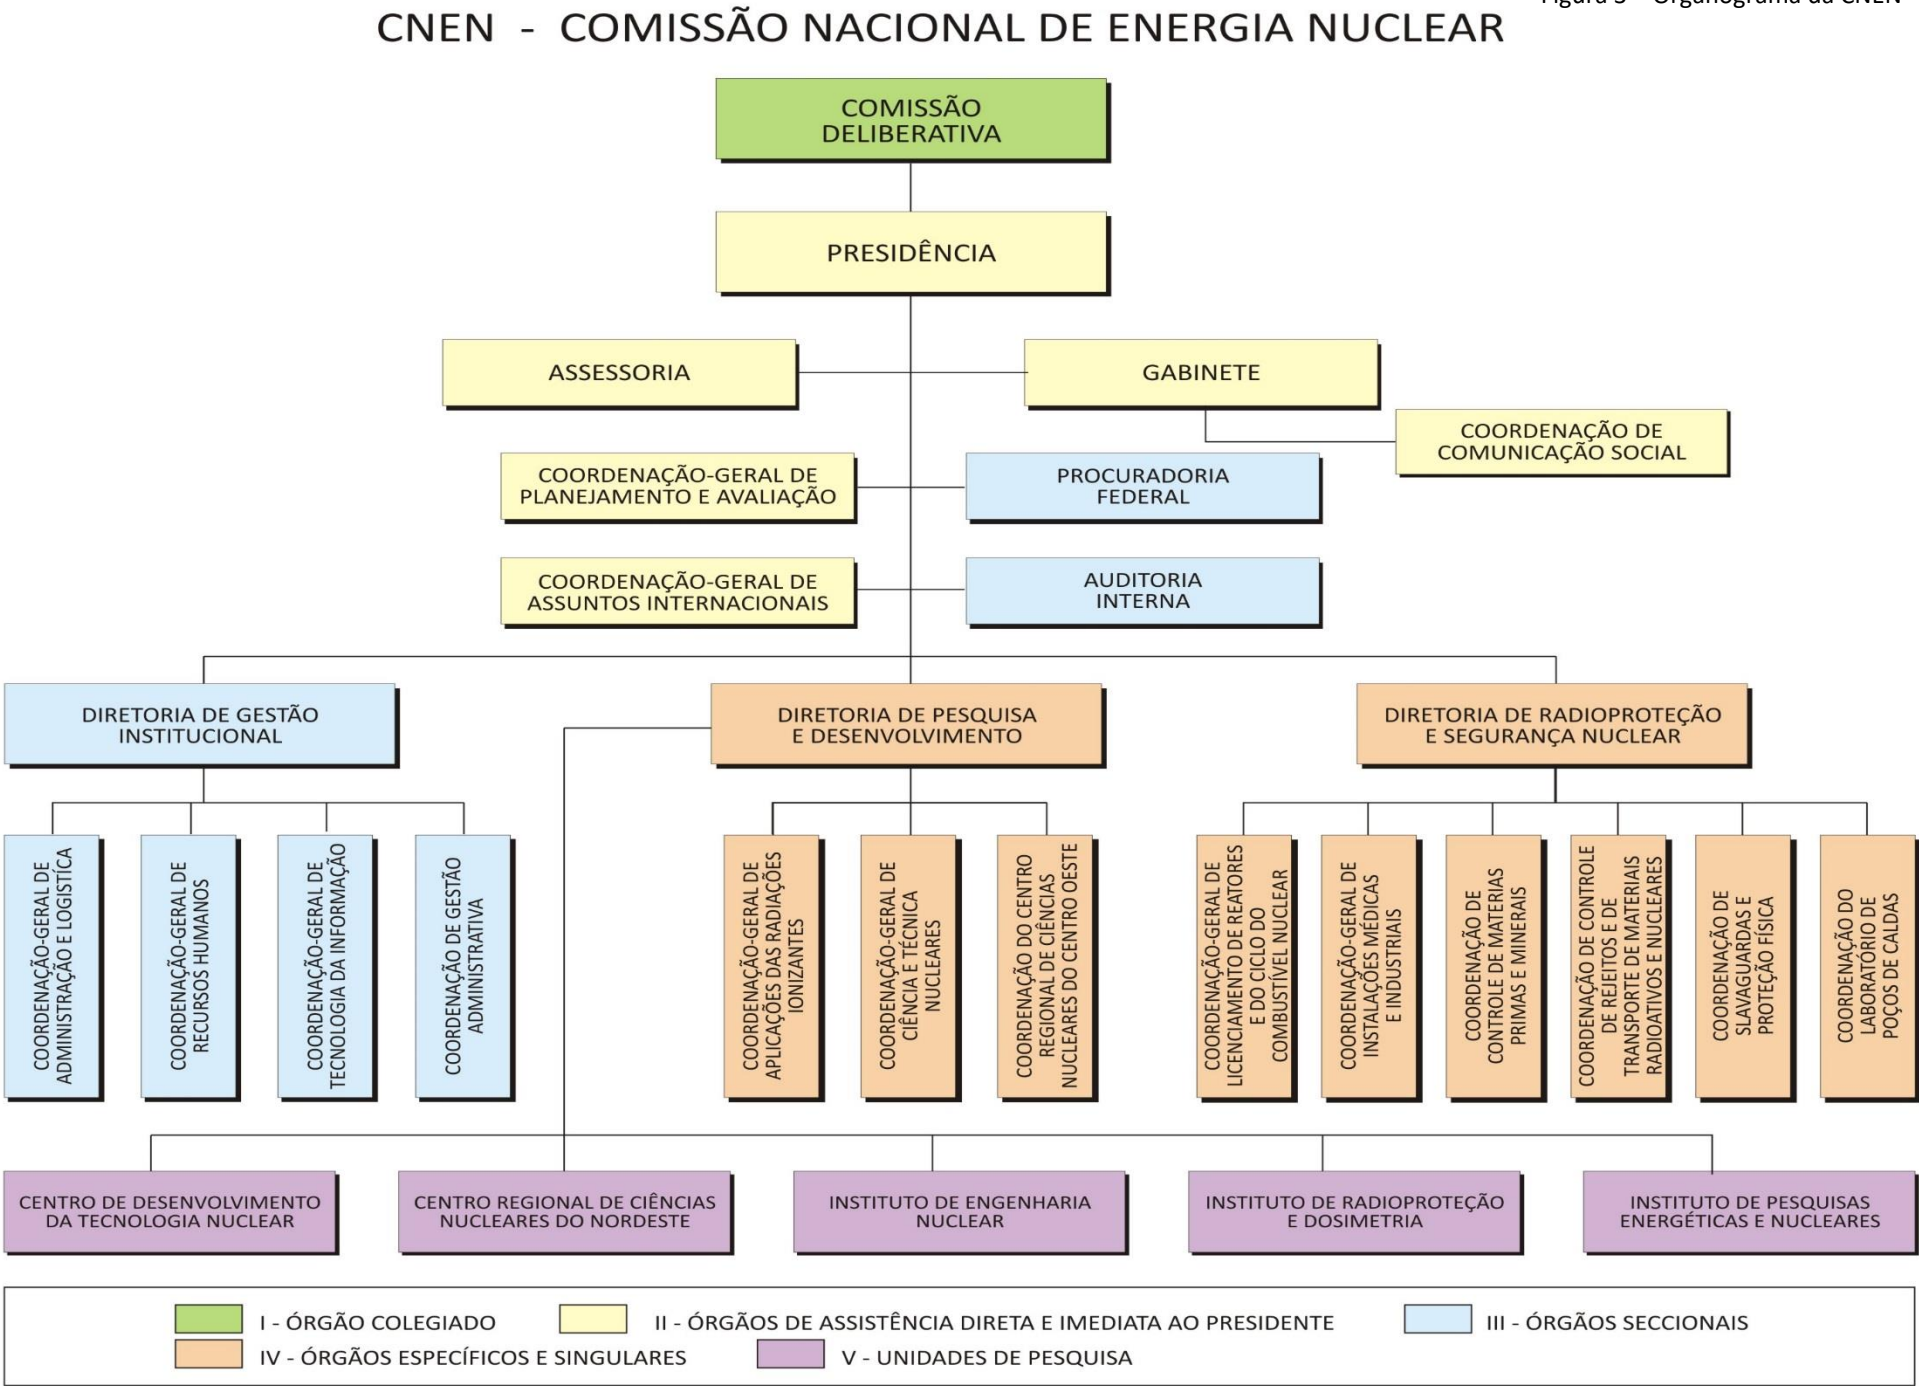 CNEN - COMISSÃO NACIONAL DE ENERGIA NUCLEAR
COMISSÃO
DELIBERATIVA
PRESIDÊNCIA
ASSESSORIA
GABINETE
COORDENAÇÃO DE
COMUNICAÇÃO SOCIAL
COORDENAÇÃO-GERAL DE
PLANEJAMENTO E AVALIAÇÃO
PROCURADORIA
FEDERAL
COORDENAÇÃO-GERAL DE
ASSUNTOS INTERNACIONAIS
AUDITORIA
INTERNA
DIRETORIA DE GESTÃO
INSTITUCIONAL
DIRETORIA DE PESQUISA
E DESENVOLVIMENTO
DIRETORIA DE RADIOPROTEÇÃO
E SEGURANÇA NUCLEAR
COORDENAÇÃO-GERAL DE
ADMINISTRAÇÃO E LOGISTÍCA
COORDENAÇÃO-GERAL DE
RECURSOS HUMANOS
COORDENAÇÃO-GERAL DE
TECNOLOGIA DA INFORMAÇÃO
COORDENAÇÃO DE GESTÃO
ADMINISTRATIVA
COORDENAÇÃO-GERAL DE
APLICAÇÕES DAS RADIAÇÕES
IONIZANTES
COORDENAÇÃO-GERAL DE
CIÊNCIA E TÉCNICA
NUCLEARES
COORDENAÇÃO DO CENTRO
REGIONAL DE CIÊNCIAS
NUCLEARES DO CENTRO OESTE
COORDENAÇÃO-GERAL DE
LICENCIAMENTO DE REATORES
E DO CICLO DO
COMBUSTÍVEL NUCLEAR
COORDENAÇÃO-GERAL DE
INSTALAÇÕES MÉDICAS
E INDUSTRIAIS
COORDENAÇÃO DE
CONTROLE DE MATERIAS
PRIMAS E MINERAIS
COORDENAÇÃO DE CONTROLE
DE REJEITOS E DE
TRANSPORTE DE MATERIAIS
RADIOATIVOS E NUCLEARES
COORDENAÇÃO DE
SLAVAGUARDAS E
PROTEÇÃO FÍSICA
COORDENAÇÃO DO
LABORATÓRIO DE
POÇOS DE CALDAS
CENTRO DE DESENVOLVIMENTO
DA TECNOLOGIA NUCLEAR
CENTRO REGIONAL DE CIÊNCIAS
NUCLEARES DO NORDESTE
INSTITUTO DE ENGENHARIA
NUCLEAR
INSTITUTO DE RADIOPROTEÇÃO
E DOSIMETRIA
INSTITUTO DE PESQUISAS
ENERGÉTICAS E NUCLEARES
I - ÓRGÃO COLEGIADO
II - ÓRGÃOS DE ASSISTÊNCIA DIRETA E IMEDIATA AO PRESIDENTE
III - ÓRGÃOS SECCIONAIS
IV - ÓRGÃOS ESPECÍFICOS E SINGULARES
V - UNIDADES DE PESQUISA